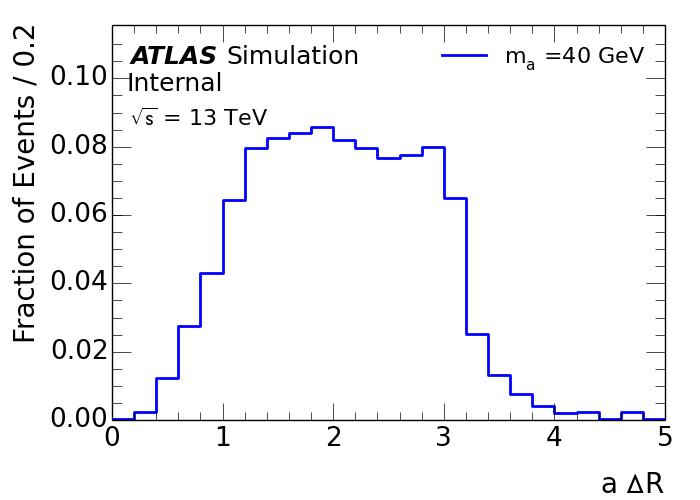 ATLAS Simulation
Internal
√s = 13 TeV
mₐ =40 GeV
Fraction of Events / 0.2
0.10
0.08
0.06
0.04
0.02
0.00
0 1 2 3 4 5
a ΔR